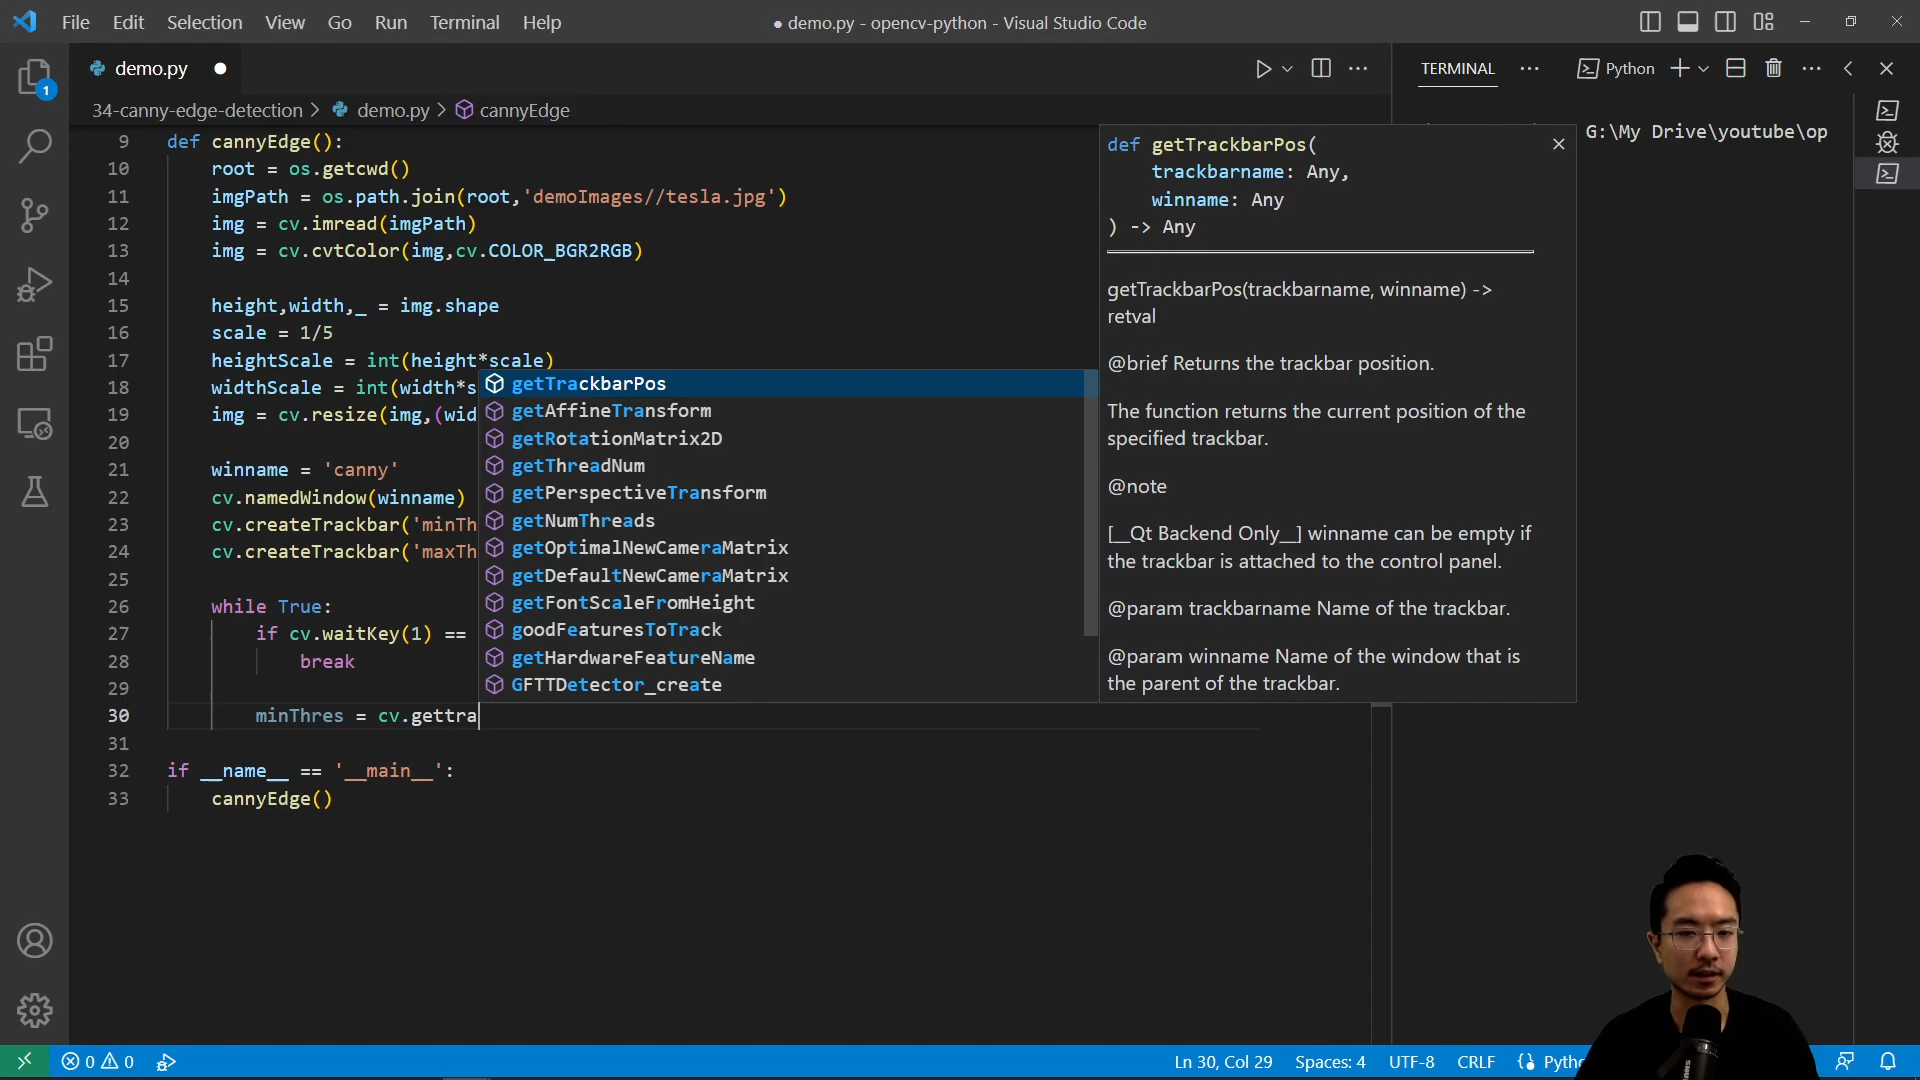 File Edit Selection View Go Run Terminal Help
● demo.py - opencv-python - Visual Studio Code
demo.py
TERMINAL
Python
34-canny-edge-detection > demo.py > cannyEdge
1
9 def cannyEdge():
10 root = os.getcwd()
11 imgPath = os.path.join(root,'demoImages//tesla.jpg')
12 img = cv.imread(imgPath)
13 img = cv.cvtColor(img,cv.COLOR_BGR2RGB)
14
15 height,width,_ = img.shape
16 scale = 1/5
17 heightScale = int(height*scale)
18 widthScale = int(width*s
19 img = cv.resize(img,(wid
20
21 winname = 'canny'
22 cv.namedWindow(winname)
23 cv.createTrackbar('minTh
24 cv.createTrackbar('maxTh
25
26 while True:
27 if cv.waitKey(1) ==
28 break
29
30 minThres = cv.gettra
31
32 if __name__ == '__main__':
33 cannyEdge()
getTrackbarPos
getAffineTransform
getRotationMatrix2D
getThreadNum
getPerspectiveTransform
getNumThreads
getOptimalNewCameraMatrix
getDefaultNewCameraMatrix
getFontScaleFromHeight
goodFeaturesToTrack
getHardwareFeatureName
GFTTDetector_create
def getTrackbarPos(
trackbarname: Any,
winname: Any
) -> Any
getTrackbarPos(trackbarname, winname) ->
retval
@brief Returns the trackbar position.
The function returns the current position of the
specified trackbar.
@note
[__Qt Backend Only__] winname can be empty if
the trackbar is attached to the control panel.
@param trackbarname Name of the trackbar.
@param winname Name of the window that is
the parent of the trackbar.
G:\My Drive\youtube\op
0 0
Ln 30, Col 29 Spaces: 4 UTF-8 CRLF